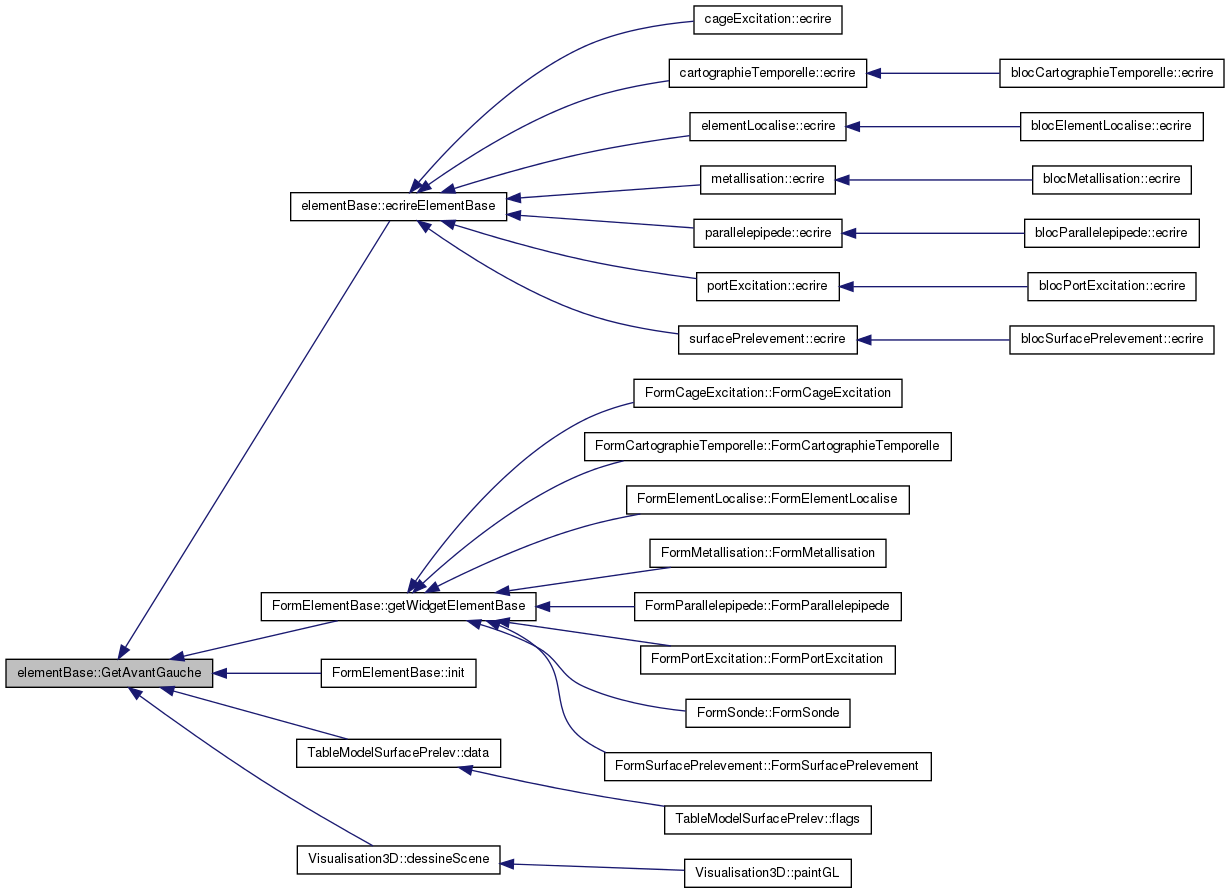 cageExcitation::ecrire
cartographieTemporelle::ecrire
blocCartographieTemporelle::ecrire
elementLocalise::ecrire
blocElementLocalise::ecrire
metallisation::ecrire
blocMetallisation::ecrire
elementBase::ecrireElementBase
parallelepipede::ecrire
blocParallelepipede::ecrire
portExcitation::ecrire
blocPortExcitation::ecrire
surfacePrelevement::ecrire
blocSurfacePrelevement::ecrire
FormCageExcitation::FormCageExcitation
FormCartographieTemporelle::FormCartographieTemporelle
FormElementLocalise::FormElementLocalise
FormMetallisation::FormMetallisation
FormElementBase::getWidgetElementBase
FormParallelepipede::FormParallelepipede
FormPortExcitation::FormPortExcitation
elementBase::GetAvantGauche
FormElementBase::init
FormSonde::FormSonde
TableModelSurfacePrelev::data
FormSurfacePrelevement::FormSurfacePrelevement
TableModelSurfacePrelev::flags
Visualisation3D::dessineScene
Visualisation3D::paintGL